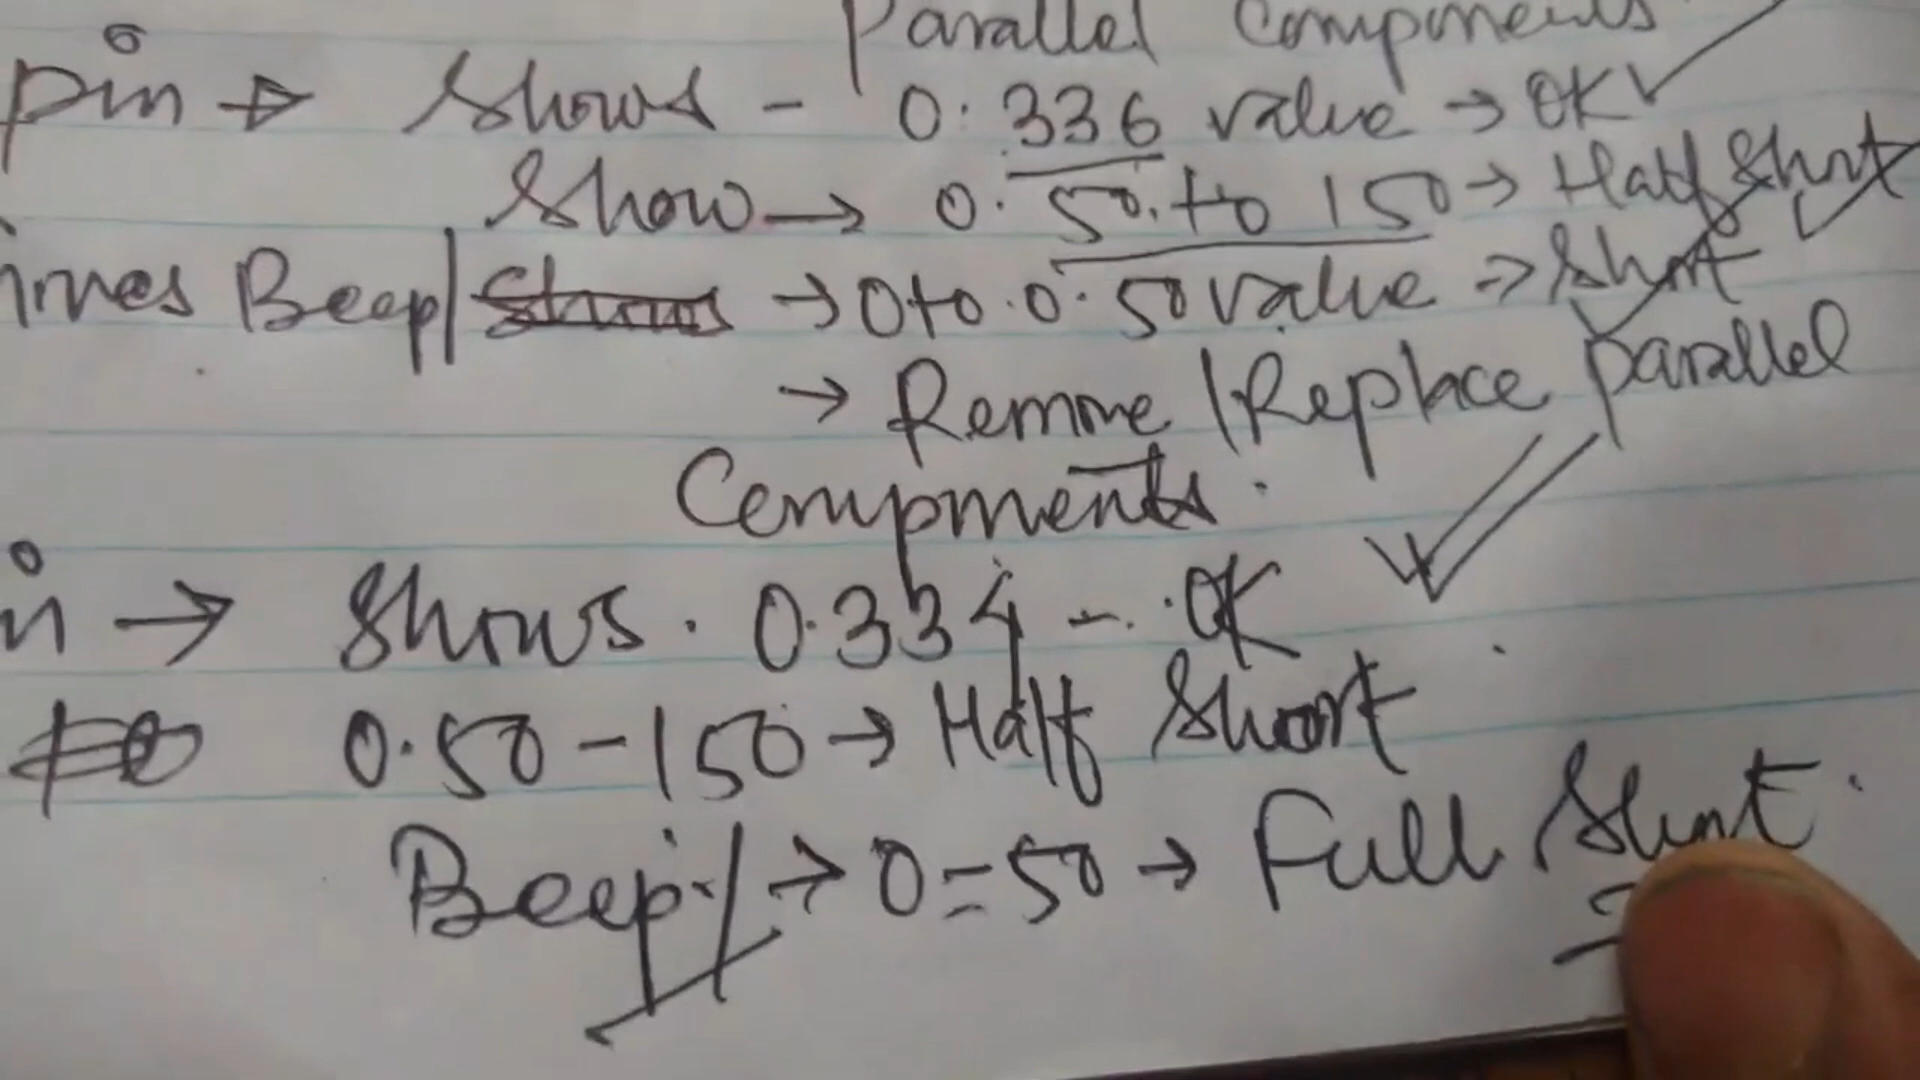 Parallel Components
Pin → Shows - 0.336 value → OK
Show → 0.50 to 150 → Half Short
Beep/ → 0 to 0.50 value → Short
→ Remove / Replace parallel
Components.
→ Shows. 0.334 - OK
0.50 - 150 → Half Short
Beep / → 0 = 50 → Full Short.